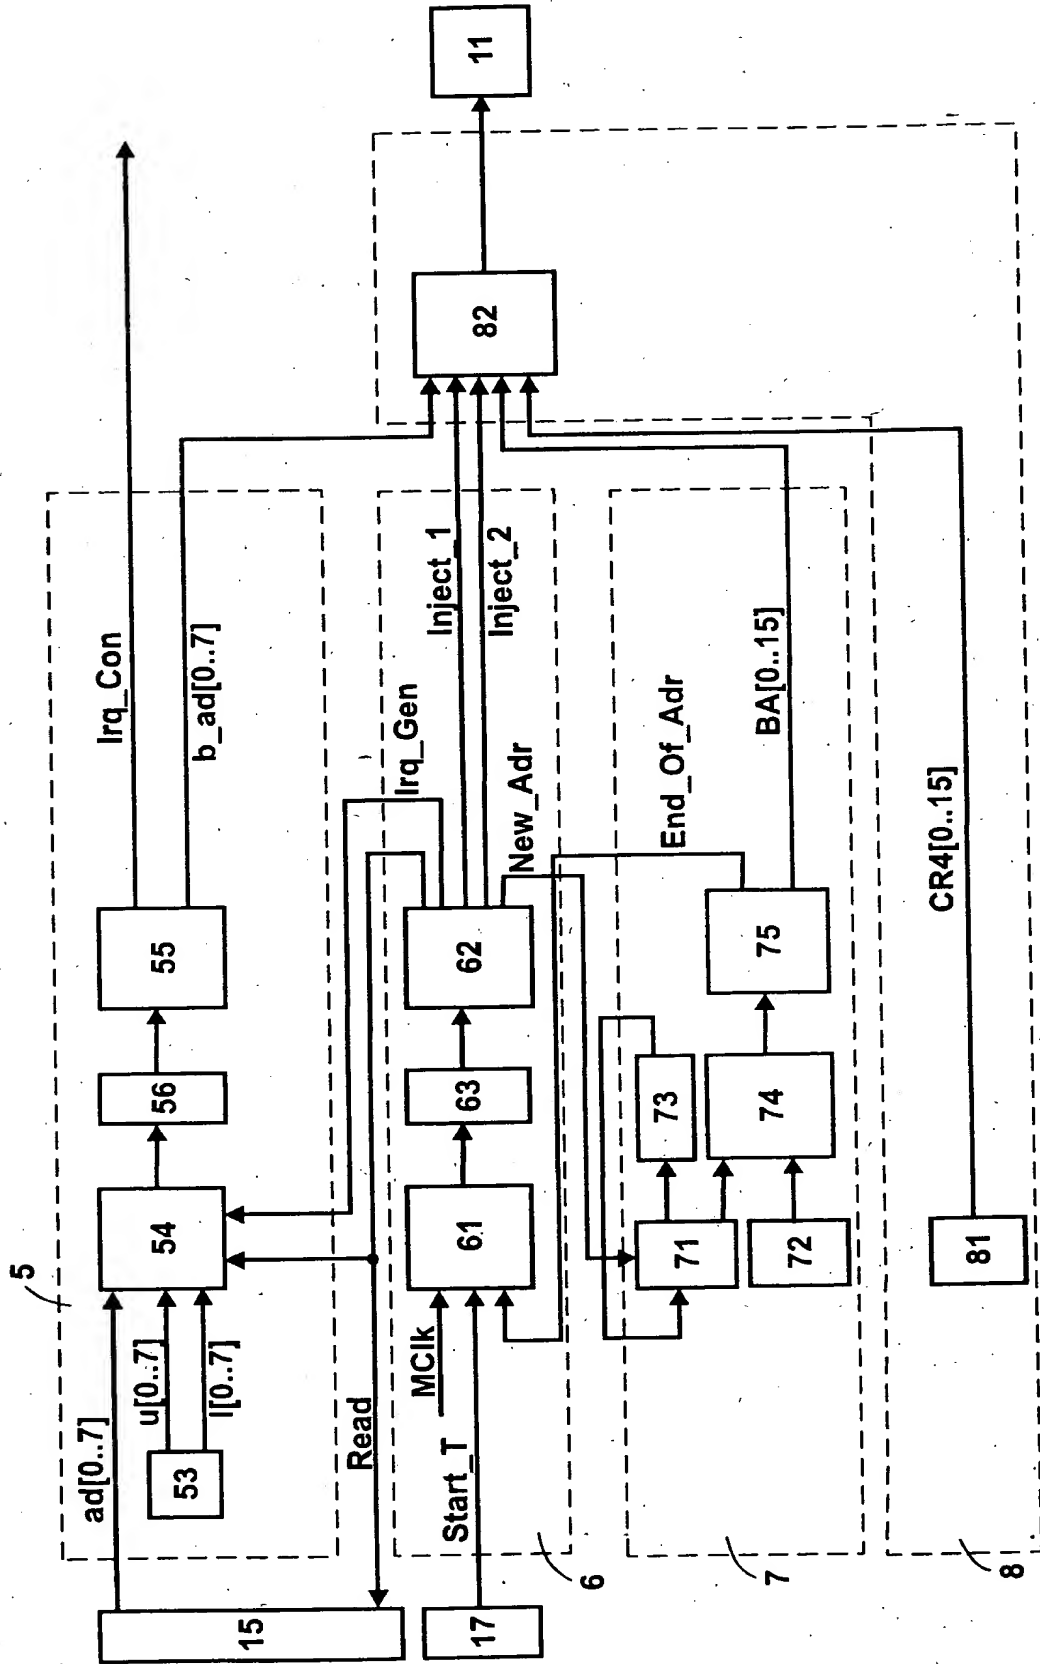 15
17
ad[0..7]
u[0..7]
l[0..7]
53
5
54
56
55
Irq_Con
b_ad[0..7]
Read
Irq_Gen
Start_T
MClk
61
63
62
Inject_1
Inject_2
New_Adr
6
71
72
73
74
75
End_Of_Adr
BA[0..15]
7
81
CR4[0..15]
8
82
11